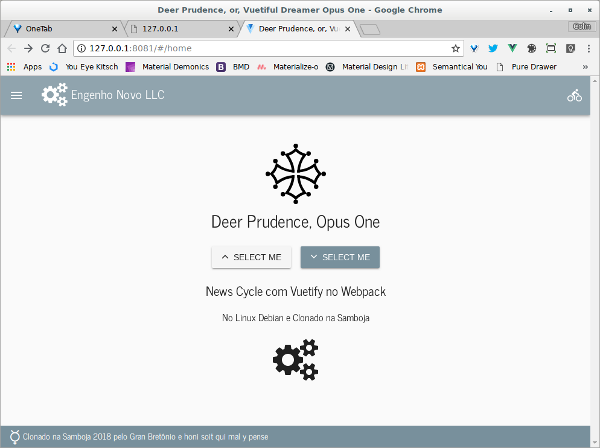 Deer Prudence, or, Vuetiful Dreamer Opus One - Google Chrome
OneTab
127.0.0.1
Deer Prudence, or, Vuetif
Colin
127.0.0.1:8081/#/home
Apps
You Eye Kitsch
Material Demonics
BMD
Materialize-o
Material Design Lit
Semantical You
Pure Drawer
»
Engenho Novo LLC
Deer Prudence, Opus One
SELECT ME
SELECT ME
News Cycle com Vuetify no Webpack
No Linux Debian e Clonado na Samboja
Clonado na Samboja 2018 pelo Gran Bretônio e honi soit qui mal y pense